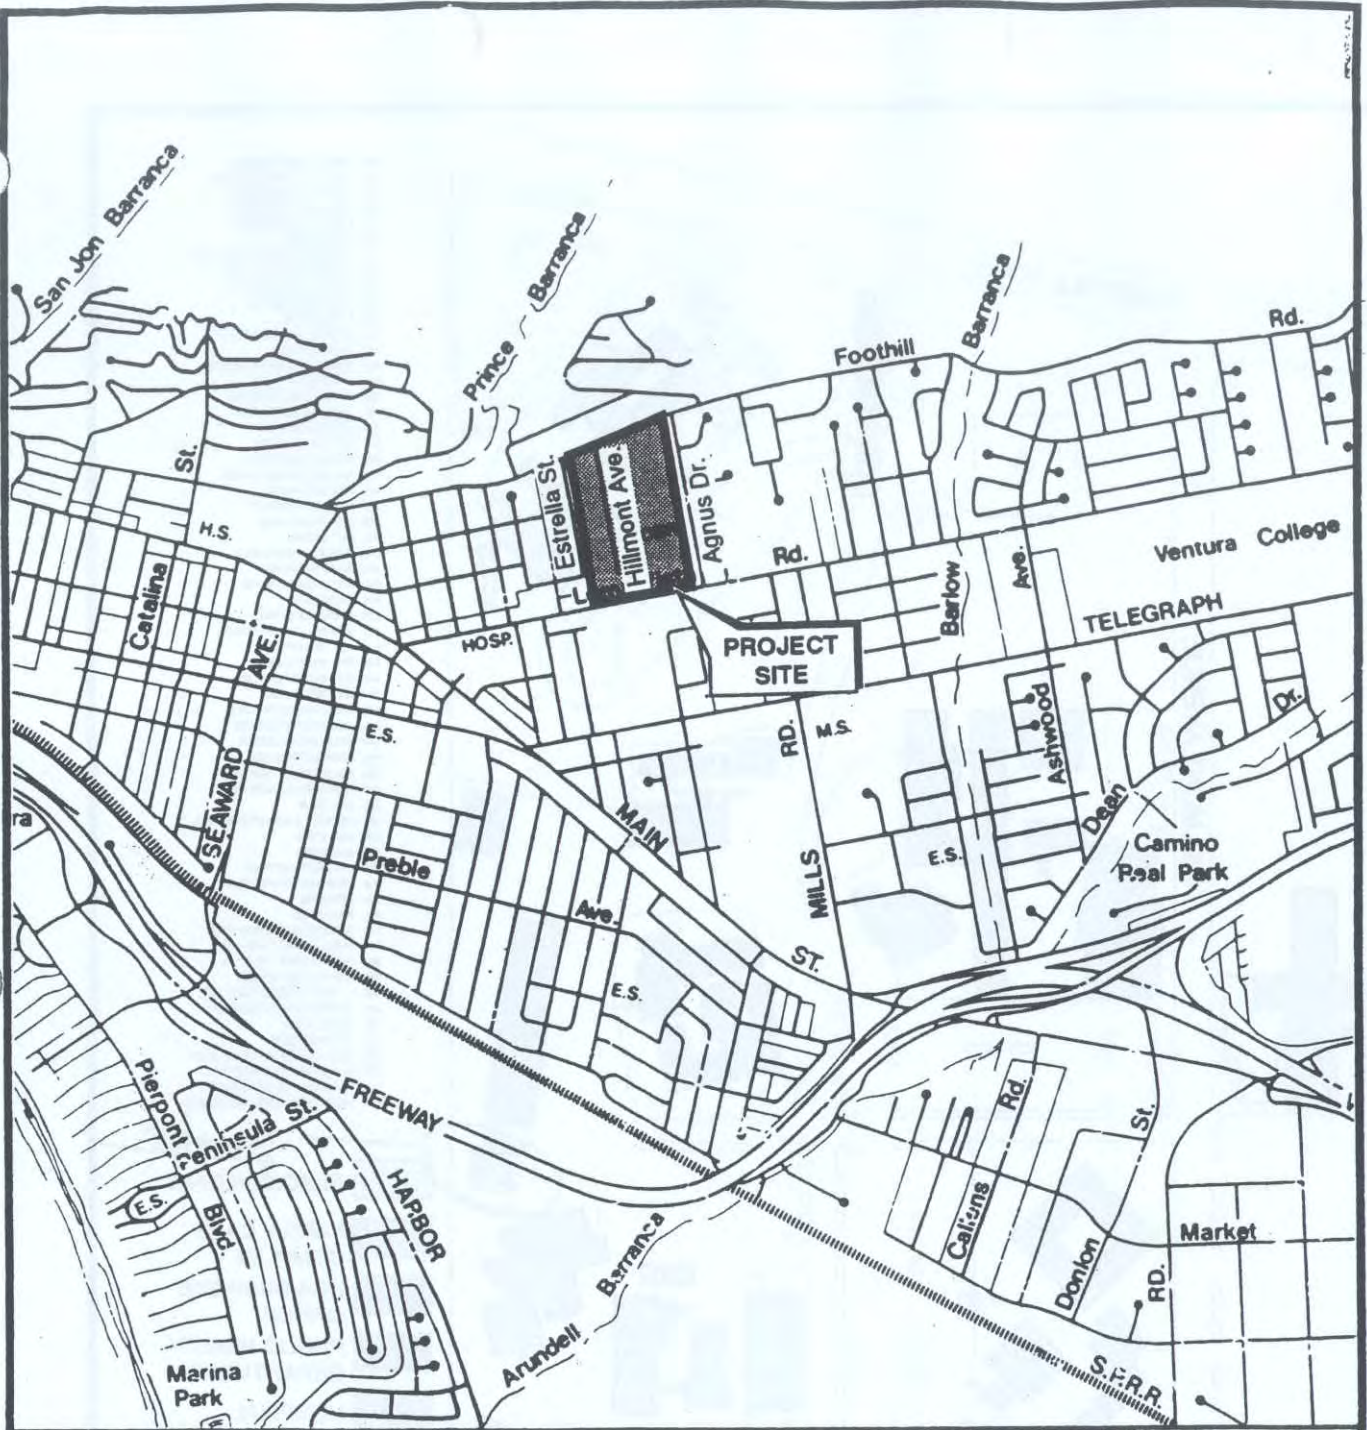 San Jon Barranca
Prince Barranca
Barranca
Foothill
Rd.
St.
H.S.
Estrella St.
Hillmont Ave.
Agnus Dr.
Rd.
Ventura College
Catalina
AVE.
HOSP.
PROJECT
SITE
Barlow
Ave.
TELEGRAPH
E.S.
RD.
M.S.
Ashwood
Dr.
SEAWARD
MAIN
Dean
Camino
Real Park
Preble
Ave.
MILLS
E.S.
ST.
E.S.
Pierpont
Peninsula
St.
FREEWAY
Rd.
St.
E.S.
Blvd.
HARBOR
Callens
Market
Donlon
RD.
Arundell
Barranca
Marina
Park
S.P.R.R.